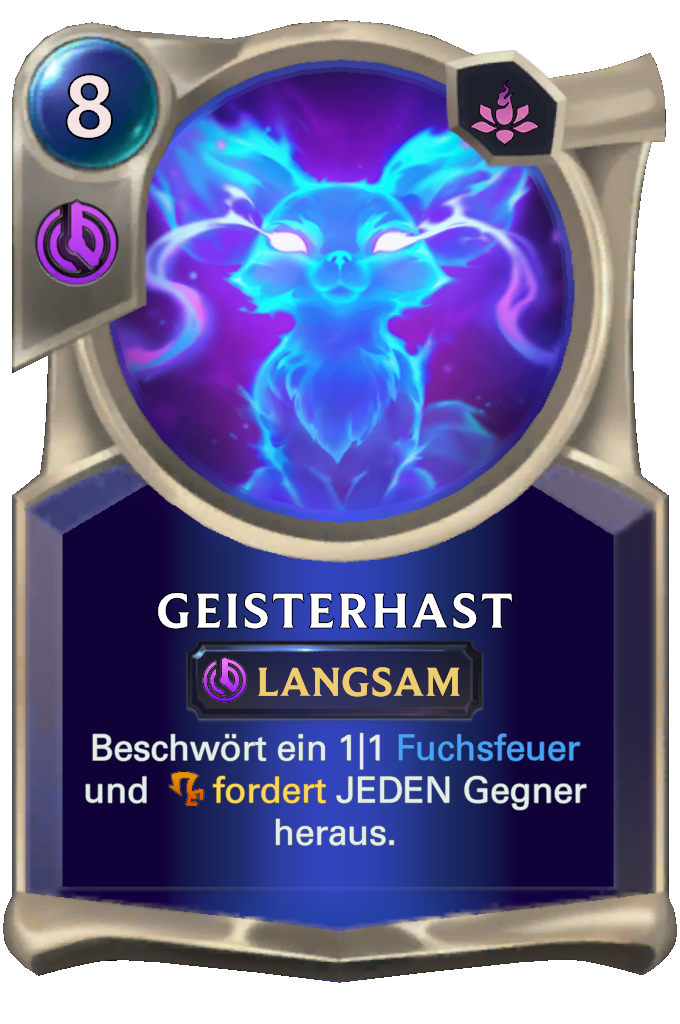 8
GEISTERHAST
LANGSAM
Beschwört ein 1|1 Fuchsfeuer
und fordert JEDEN Gegner
heraus.